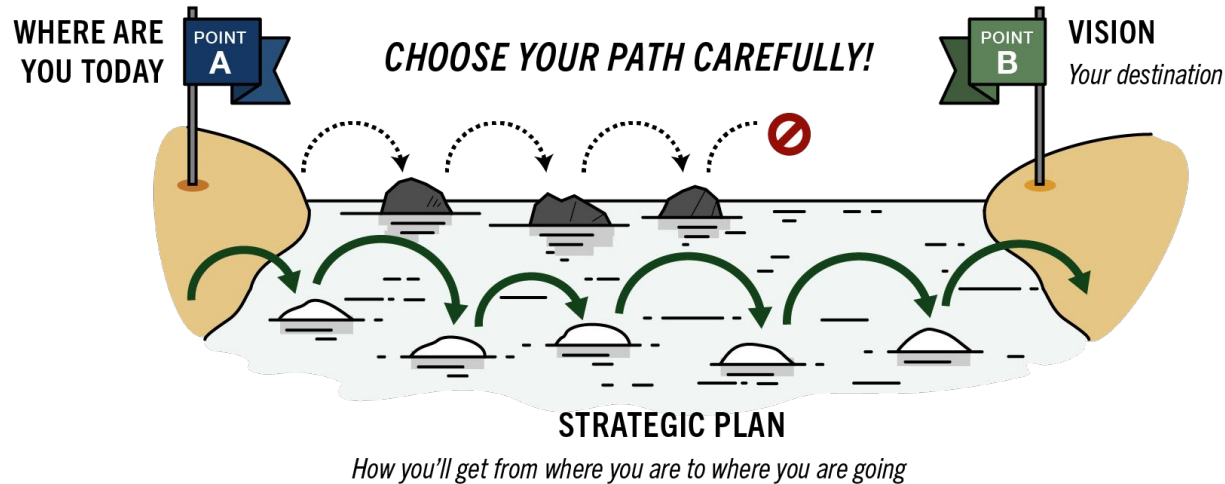 WHERE ARE
YOU TODAY
POINT
A
CHOOSE YOUR PATH CAREFULLY!
POINT
B
VISION
Your destination
STRATEGIC PLAN
How you'll get from where you are to where you are going